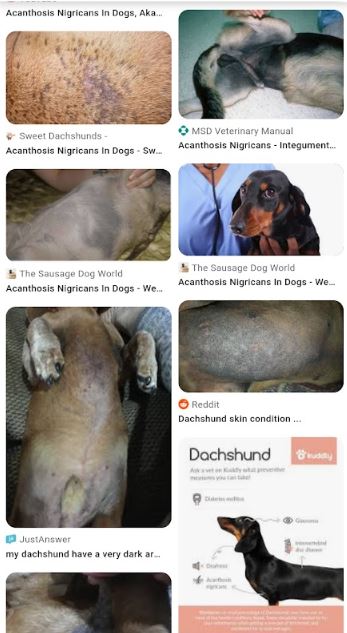 Acanthosis Nigricans In Dogs, Aka...
Sweet Dachshunds -
Acanthosis Nigricans In Dogs - Sw...
The Sausage Dog World
Acanthosis Nigricans In Dogs - We...
JustAnswer
my dachshund have a very dark ar...
MSD Veterinary Manual
Acanthosis Nigricans - Integument...
The Sausage Dog World
Acanthosis Nigricans In Dogs - We...
Reddit
Dachshund skin condition ...
Dachshund
kuddly
Ask a vet on Kuddly what preventive
measures you can take!
Diabetes mellitus
Glaucoma
Intervertebral
disc disease
Deafness
Acanthosis
nigricans